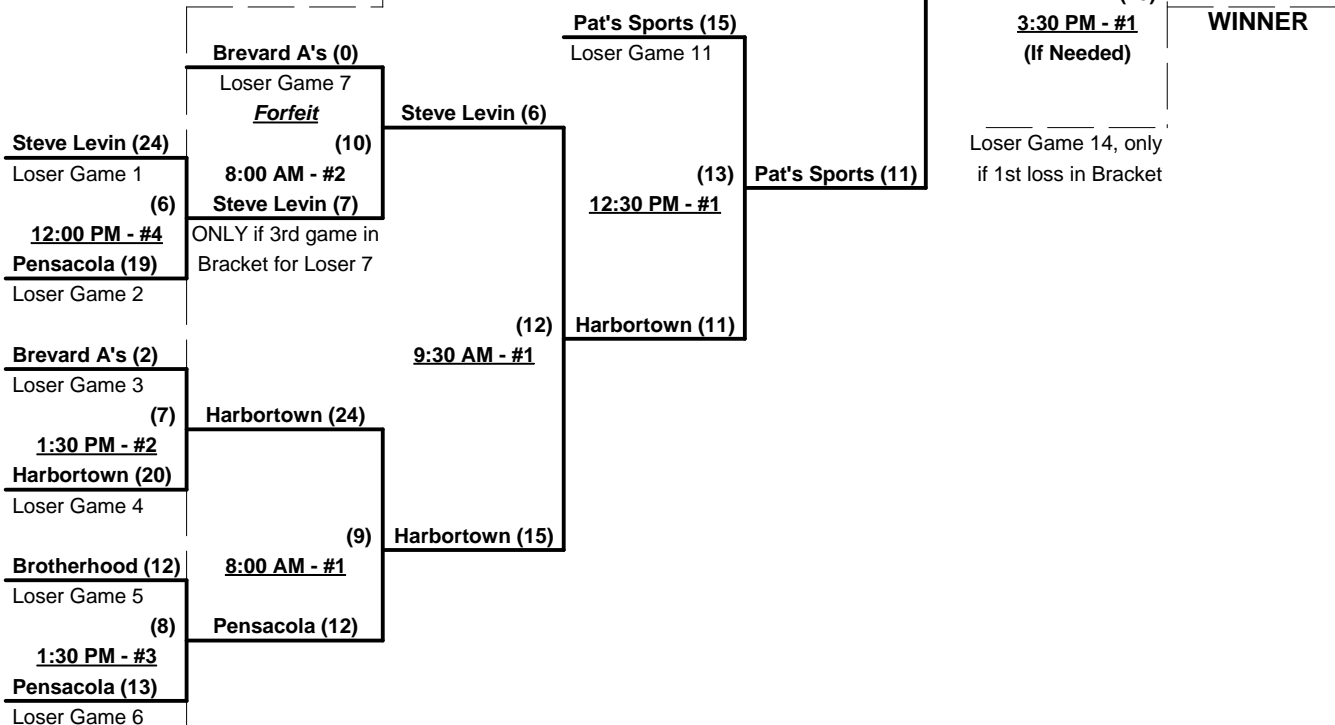 3:30 PM - #1
WINNER
(If Needed)
Loser Game 14, only
if 1st loss in Bracket
Pat's Sports (15)
Loser Game 11
Brevard A's (0)
Loser Game 7
Forfeit
(10)
8:00 AM - #2
Steve Levin (7)
ONLY if 3rd game in
Bracket for Loser 7
Steve Levin (6)
Steve Levin (24)
Loser Game 1
(6)
12:00 PM - #4
Pensacola (19)
Loser Game 2
(13)
12:30 PM - #1
Pat's Sports (11)
(12)
9:30 AM - #1
Harbortown (11)
Brevard A's (2)
Loser Game 3
(7)
1:30 PM - #2
Harbortown (20)
Loser Game 4
Harbortown (24)
(9)
8:00 AM - #1
Harbortown (15)
Brotherhood (12)
Loser Game 5
(8)
1:30 PM - #3
Pensacola (13)
Loser Game 6
Pensacola (12)